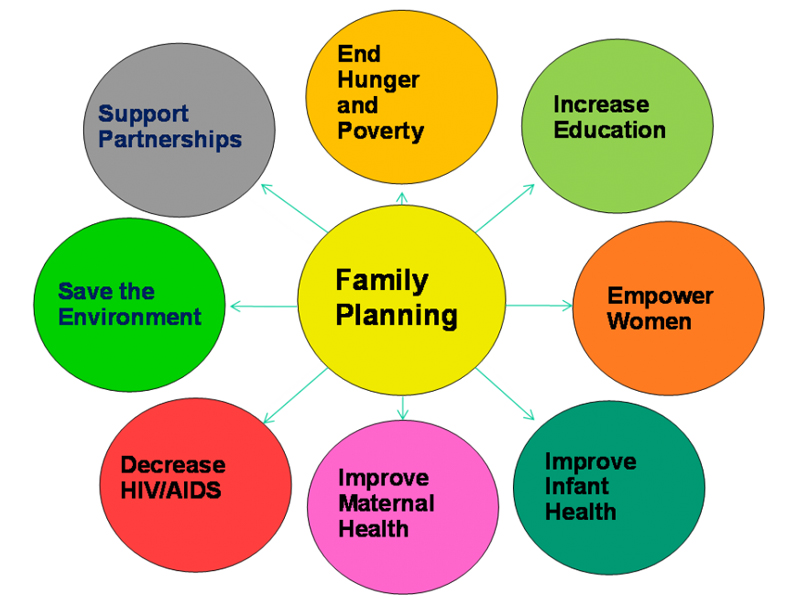 End
Hunger
and
Poverty
Support
Partnerships
Increase
Education
Family
Planning
Save the
Environment
Empower
Women
Decrease
HIV/AIDS
Improve
Maternal
Health
Improve
Infant
Health